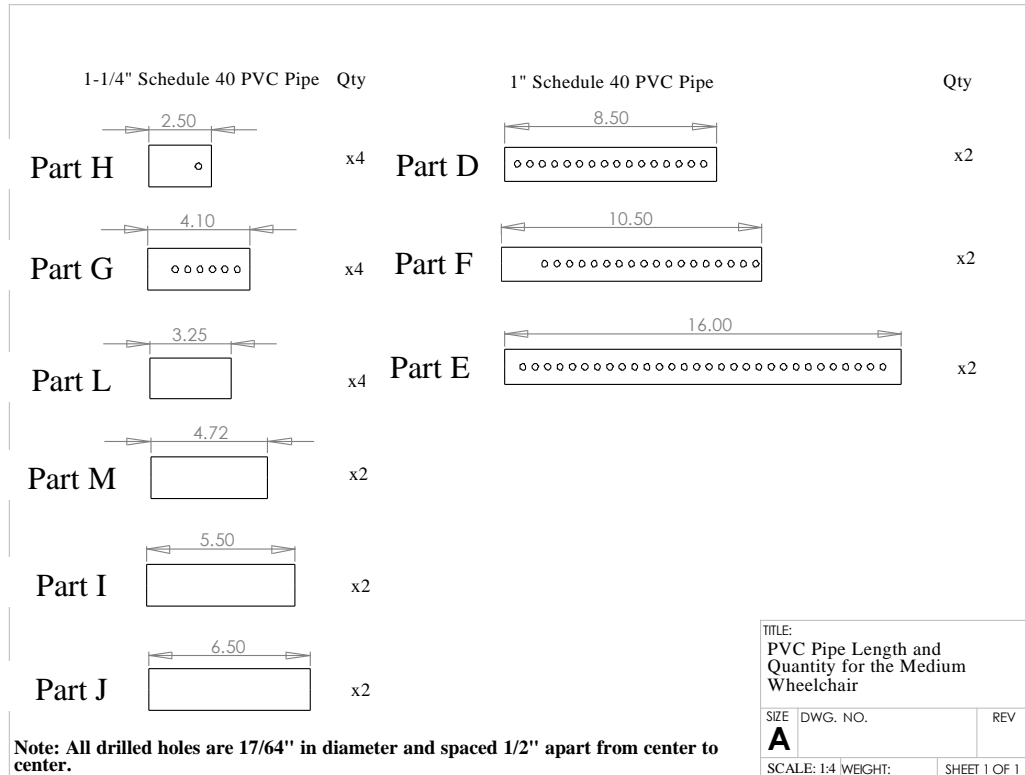 1-1/4" Schedule 40 PVC Pipe Qty
1" Schedule 40 PVC Pipe Qty
2.50
Part H x4
8.50
Part D x2
4.10
Part G x4
10.50
Part F x2
3.25
Part L x4
16.00
Part E x2
4.72
Part M x2
5.50
Part I x2
6.50
Part J x2
Note: All drilled holes are 17/64" in diameter and spaced 1/2" apart from center to
center.
TITLE:
PVC Pipe Length and
Quantity for the Medium
Wheelchair
SIZE DWG. NO. REV
A
SCALE: 1:4 WEIGHT: SHEET 1 OF 1